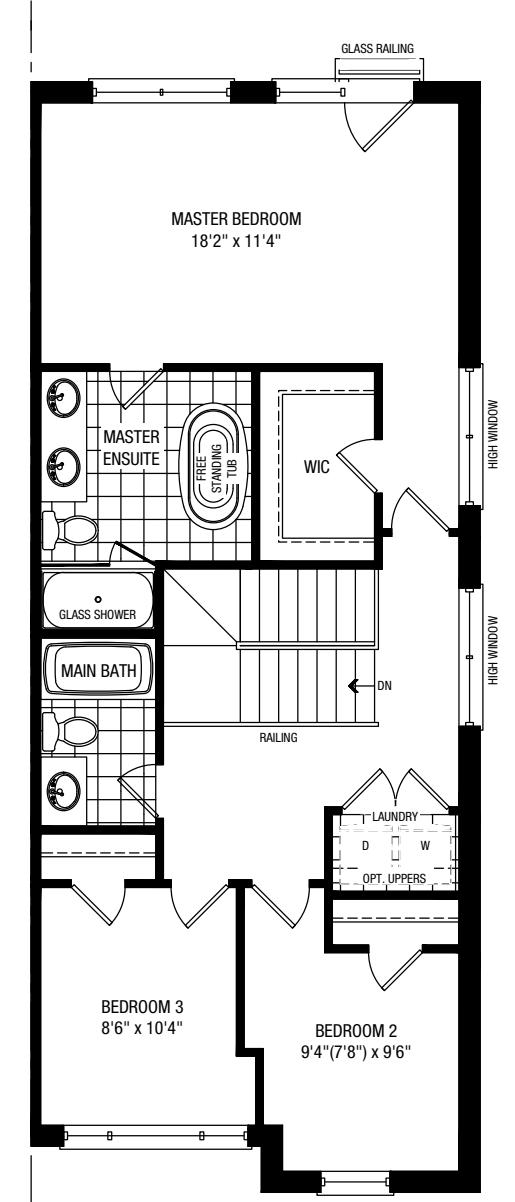 GLASS RAILING
MASTER BEDROOM
18'2" x 11'4"
MASTER
ENSUITE
FREE
STANDING
TUB
WIC
HIGH WINDOW
GLASS SHOWER
MAIN BATH
DN
HIGH WINDOW
RAILING
LAUNDRY
D W
OPT. UPPERS
BEDROOM 3
8'6" x 10'4"
BEDROOM 2
9'4"(7'8") x 9'6"